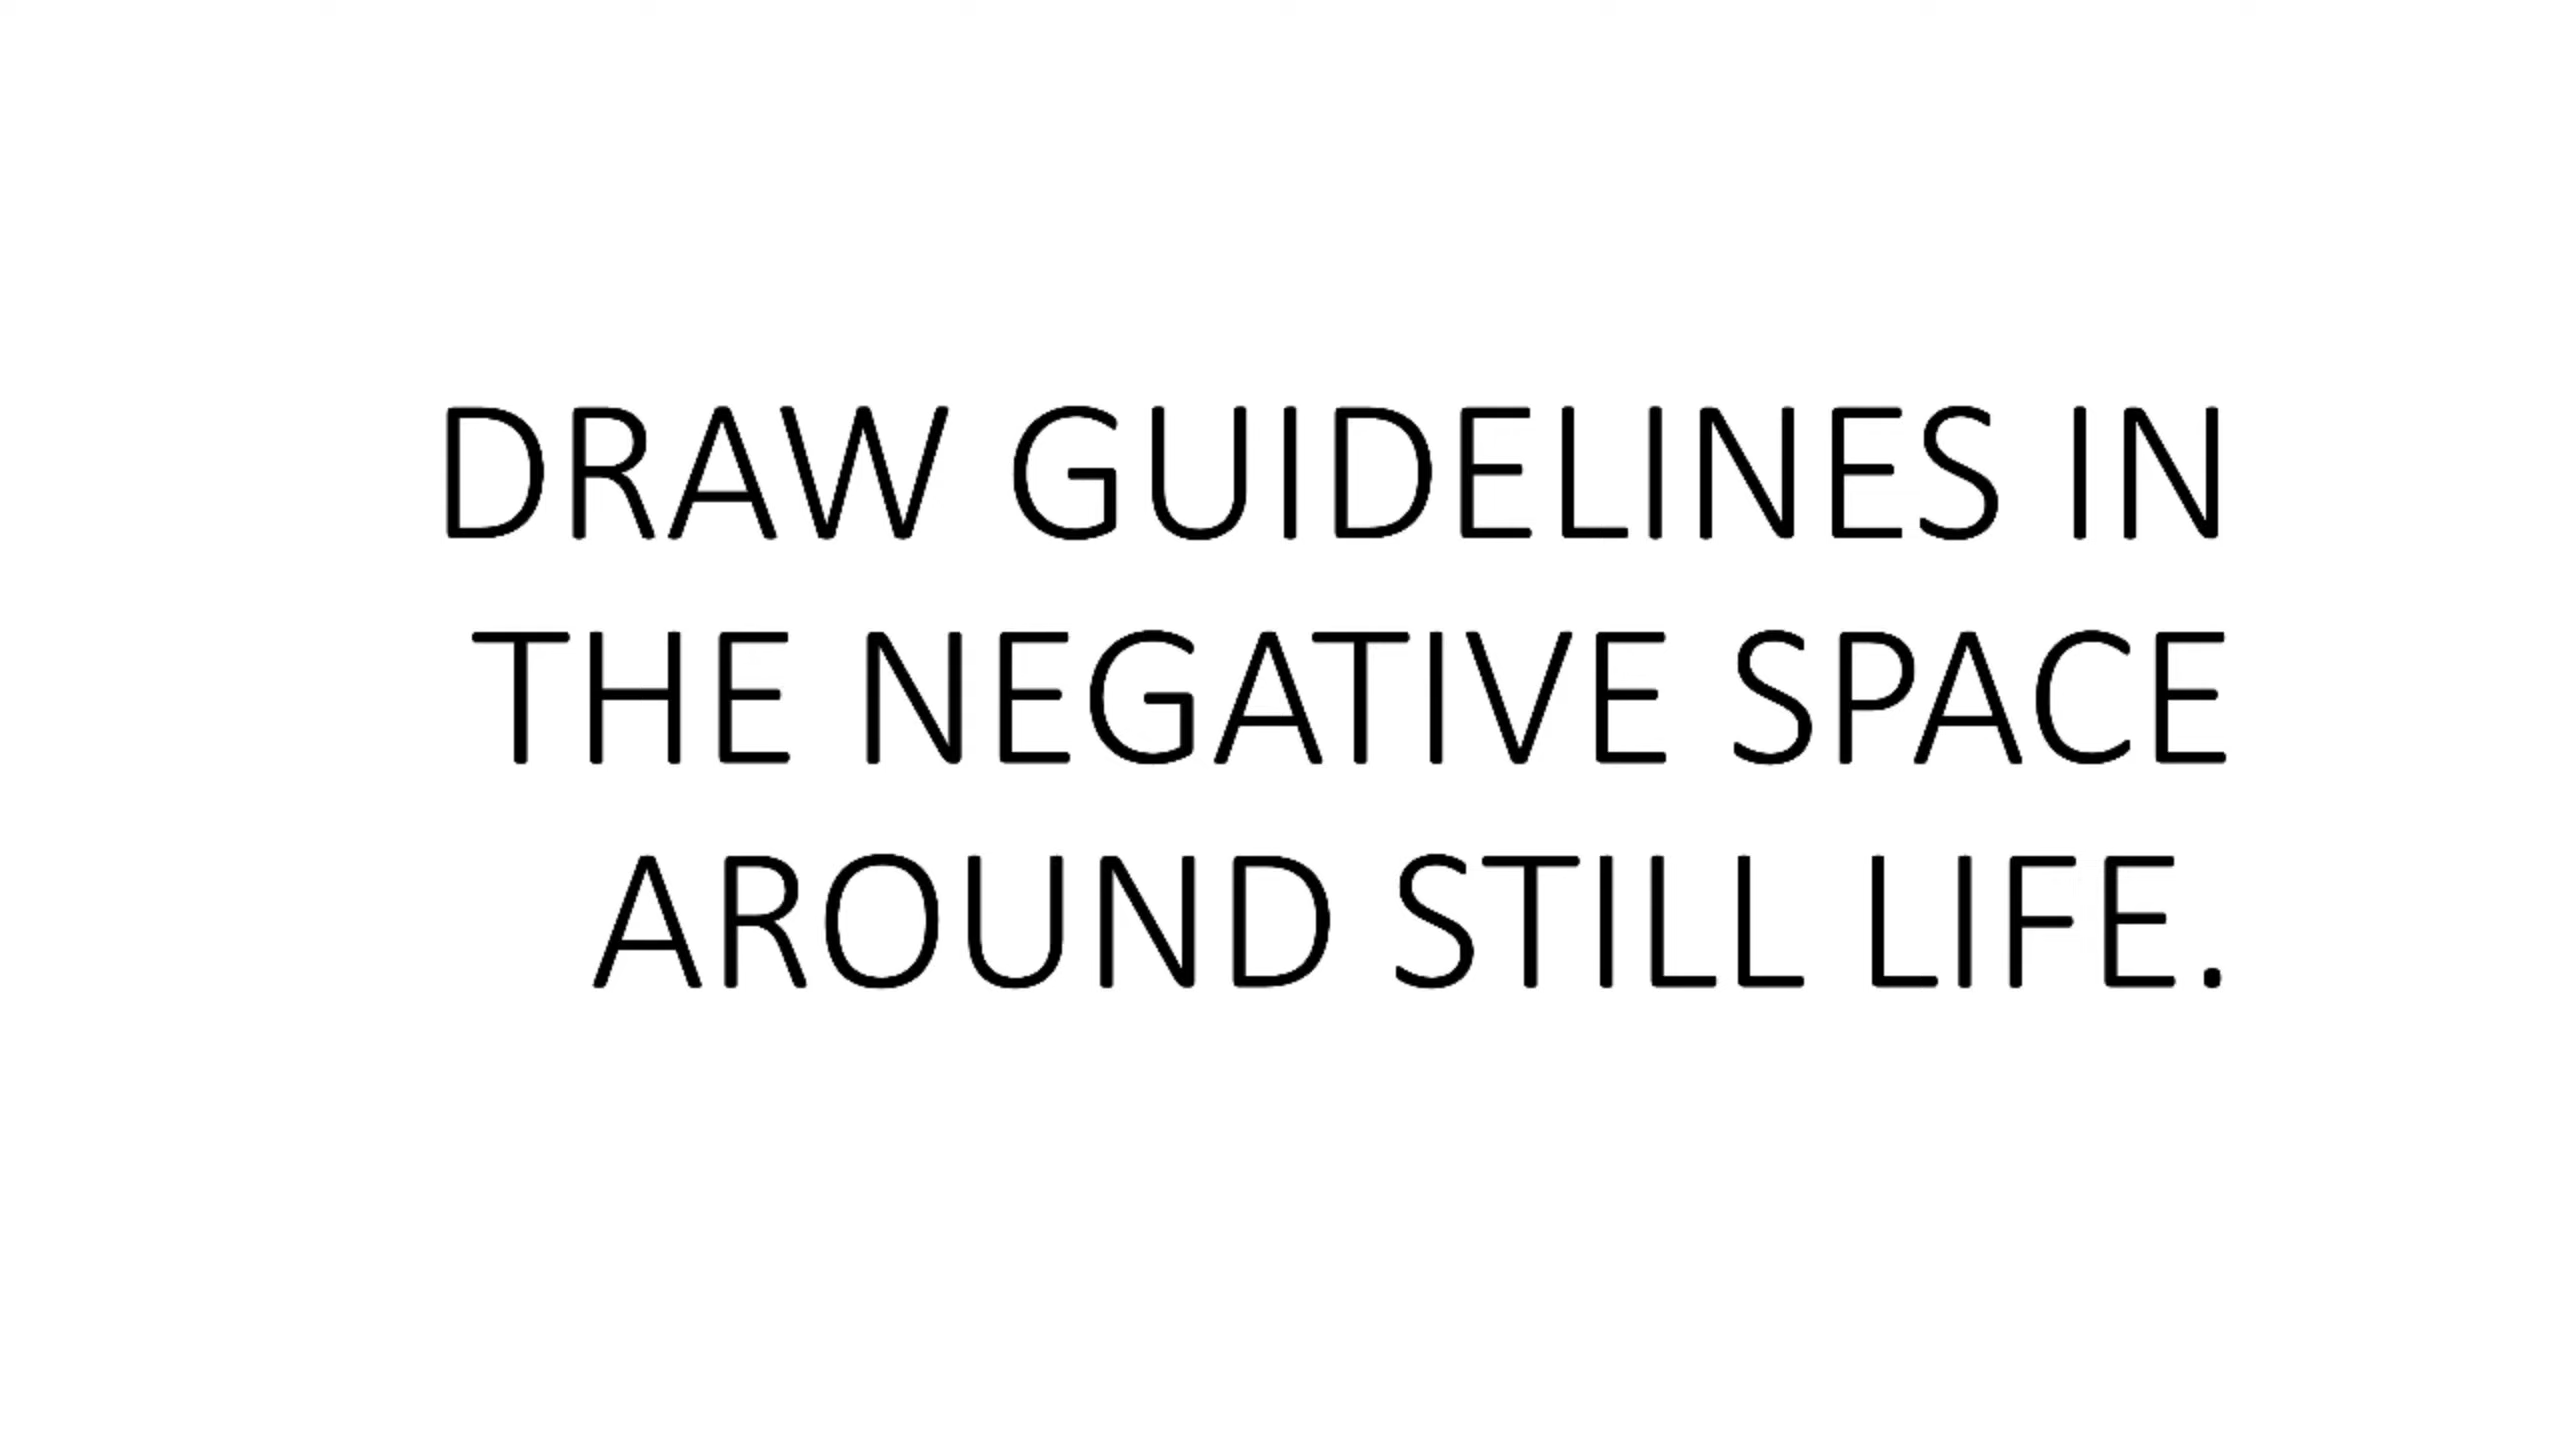 DRAW GUIDELINES IN
THE NEGATIVE SPACE
AROUND STILL LIFE.